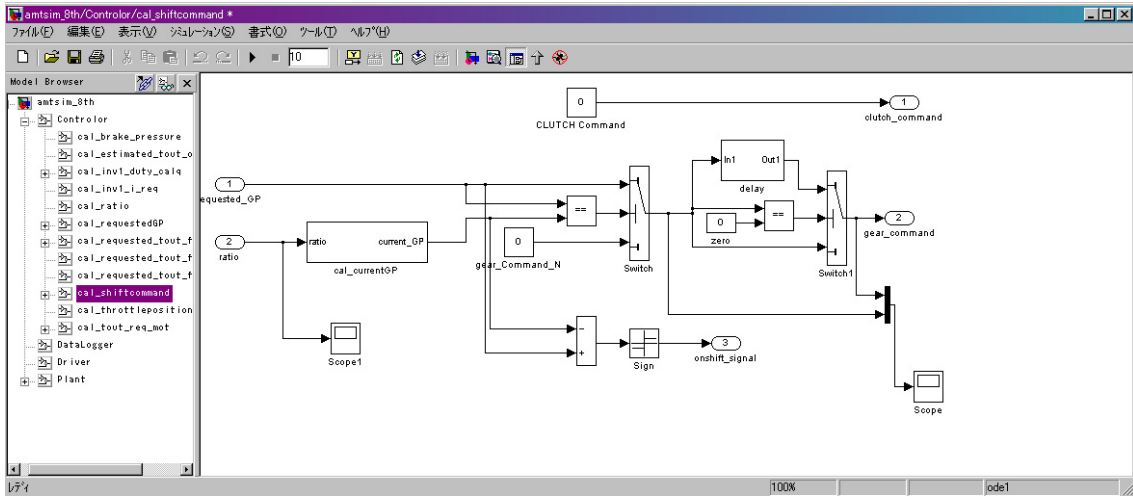 amtsim_8th/Controlor/cal_shiftcommand *
ファイル(F) 編集(E) 表示(V) シミュレーション(S) 書式(O) ツール(T) ヘルプ(H)
10
Model Browser
amtsim_8th
Controlor
cal_brake_pressure
cal_estimated_tout_o
cal_inv1_duty_calq
cal_inv1_i_req
cal_ratio
cal_requestedGP
cal_requested_tout_f
cal_requested_tout_f
cal_requested_tout_f
cal_shiftcommand
cal_throttleposition
cal_tout_req_mot
DataLogger
Driver
Plant
0
CLUTCH Command
1
clutch_command
1
equested_GP
2
ratio
ratio
current_GP
cal_currentGP
==
0
gear_Command_N
Switch
In1
Out1
delay
0
zero
==
Switch1
2
gear_command
Scope1
−
+
Sign
3
onshift_signal
Scope
レディ
100%
ode1